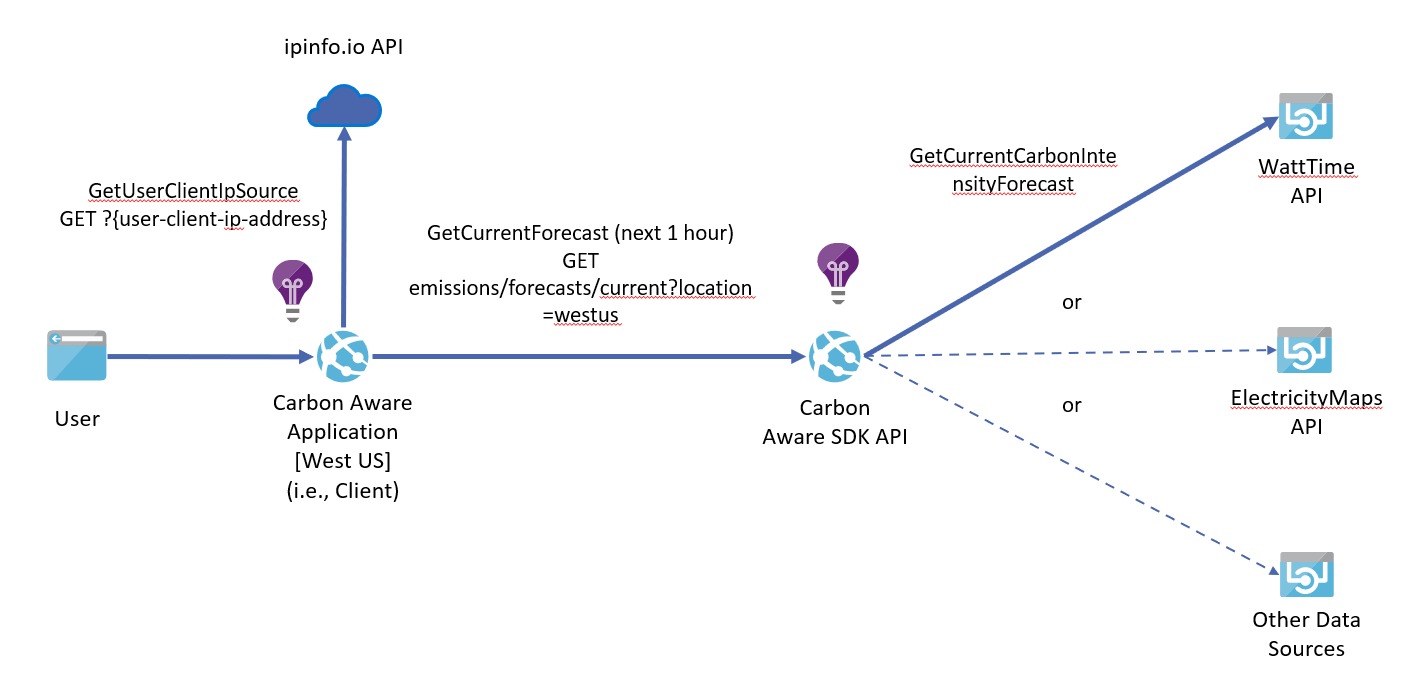 ipinfo.io API
GetUserClientIpSource
GET ?{user-client-ip-address}
GetCurrentForecast (next 1 hour)
GET
emissions/forecasts/current?location
=westus
GetCurrentCarbonInte
nsityForecast
WattTime
API
or
ElectricityMaps
API
or
User
Carbon Aware
Application
[West US]
(i.e., Client)
Carbon
Aware SDK API
Other Data
Sources